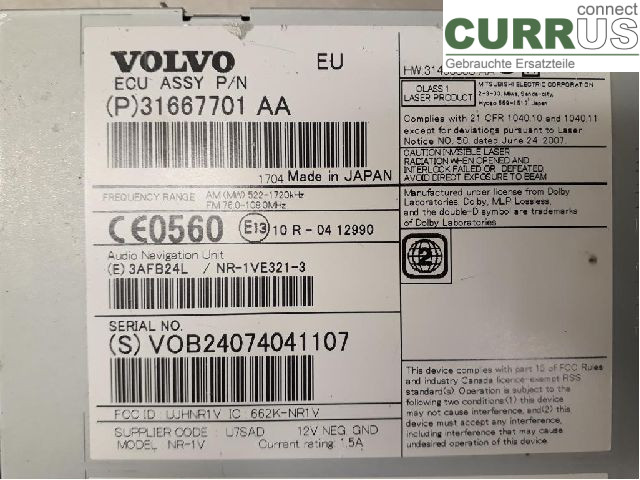 connect
CURRUS
Gebrauchte Ersatzteile
VOLVO EU
ECU ASSY P/N
(P)31667701 AA
1704 Made in JAPAN
FREQUENCY RANGE AM (MW) 522-1720kHz
FM 76.0-108.0MHz
CE0560 E13 10 R - 04 12990
Audio Navigation Unit
(E) 3AFB24L / NR-1VE321-3
SERIAL NO.
(S) VOB24074041107
FCC ID : UJHNR1V IC : 662K-NR1V
SUPPLIER CODE : U7SAD 12V NEG. GND
MODEL NR-1V Current rating 1.5A
CLASS 1
LASER PRODUCT
MITSUBISHI ELECTRIC CORPORATION
Japan
Complies with 21 CFR 1040.10 and 1040.11
except for deviations pursuant to Laser
Notice NO. 50, dated June 24, 2007.
CAUTION INVISIBLE LASER
RADIATION WHEN OPENED AND
INTERLOCK FAILED OR DEFEATED.
AVOID DIRECT EXPOSURE TO BEAM
Manufactured under license from Dolby
Laboratories. Dolby, MLP Lossless,
and the double-D symbol are trademarks
of Dolby Laboratories
2
This device complies with part 15 of FCC Rules
and Industry Canada licence-exempt RSS
standard(s). Operation is subject to the
following two conditions:(1) this device
may not cause interference, and(2) this
device must accept any interference,
including interference that may cause
undesired operation of this device.